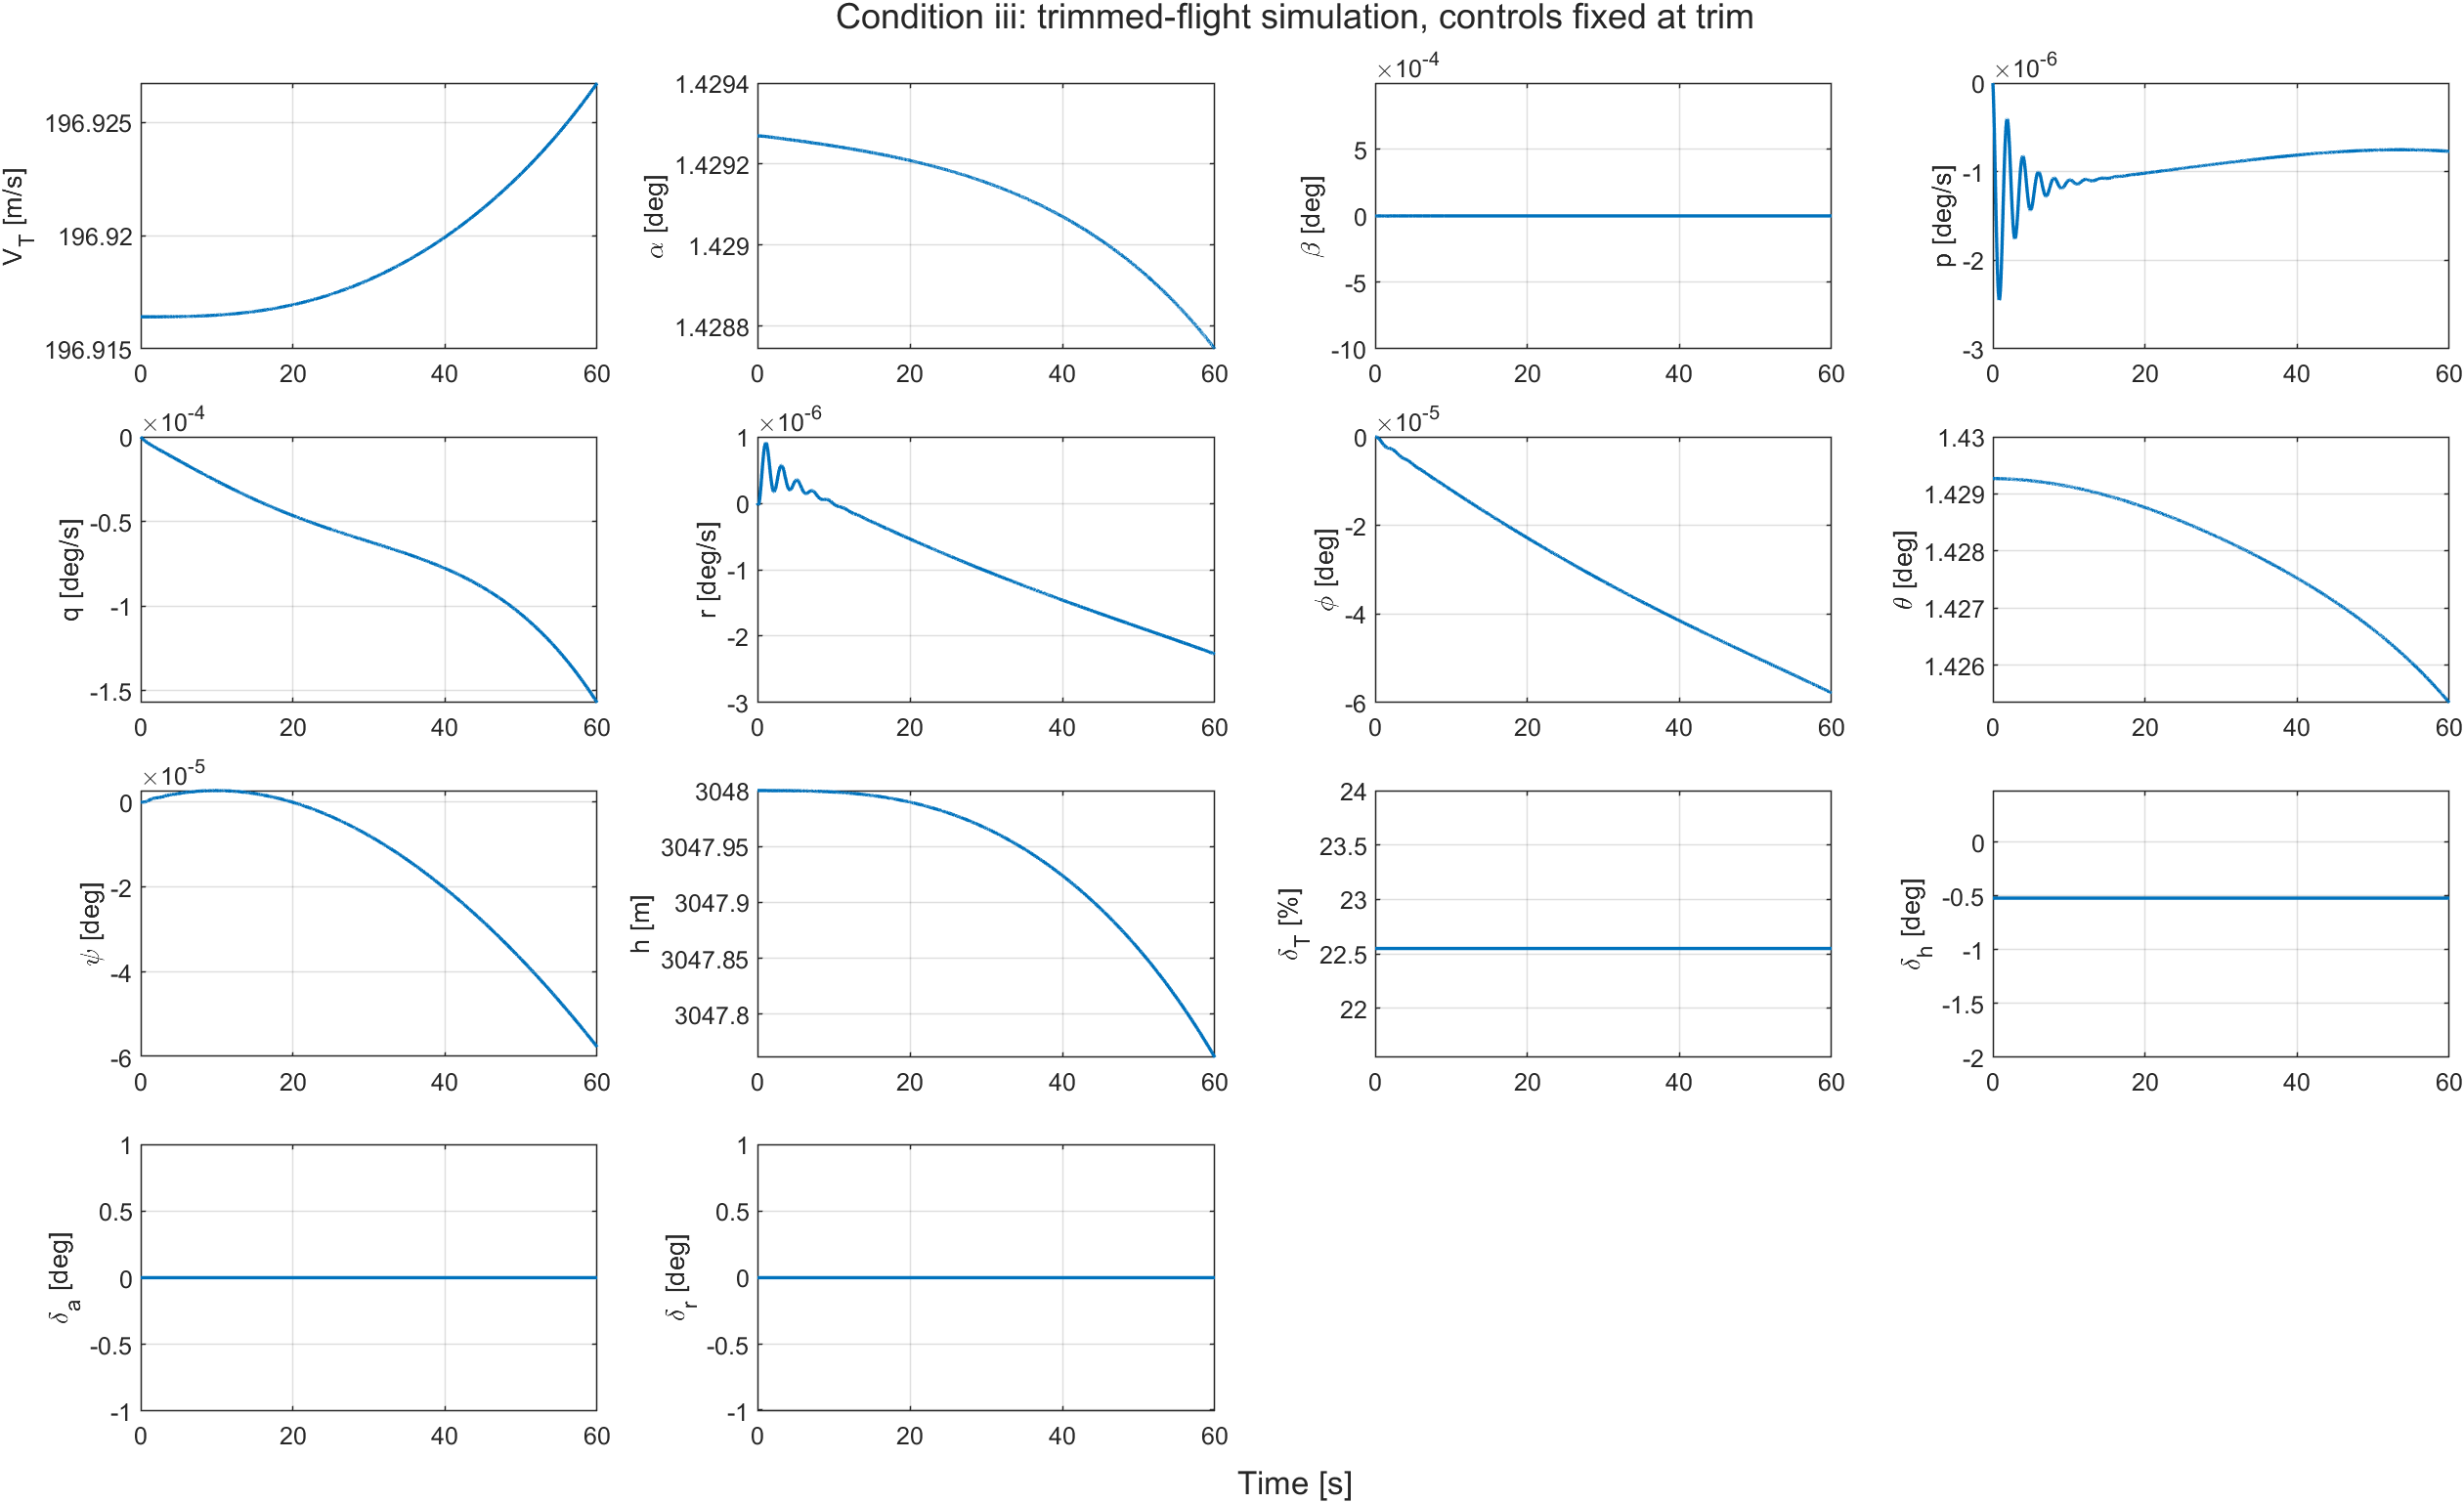 Condition iii: trimmed-flight simulation, controls fixed at trim
196.925
196.92
196.915
V_T [m/s]
0 20 40 60
1.4294
1.4292
1.429
1.4288
α [deg]
0 20 40 60
×10^-4
5
0
-5
-10
β [deg]
0 20 40 60
×10^-6
0
-1
-2
-3
p [deg/s]
0 20 40 60
×10^-4
0
-0.5
-1
-1.5
q [deg/s]
0 20 40 60
×10^-6
1
0
-1
-2
-3
r [deg/s]
0 20 40 60
×10^-5
0
-2
-4
-6
ϕ [deg]
0 20 40 60
1.43
1.429
1.428
1.427
1.426
θ [deg]
0 20 40 60
×10^-5
0
-2
-4
-6
ψ [deg]
0 20 40 60
3048
3047.95
3047.9
3047.85
3047.8
h [m]
0 20 40 60
24
23.5
23
22.5
22
δ_T [%]
0 20 40 60
0
-0.5
-1
-1.5
-2
δ_h [deg]
0 20 40 60
1
0.5
0
-0.5
-1
δ_a [deg]
0 20 40 60
1
0.5
0
-0.5
-1
δ_r [deg]
0 20 40 60
Time [s]